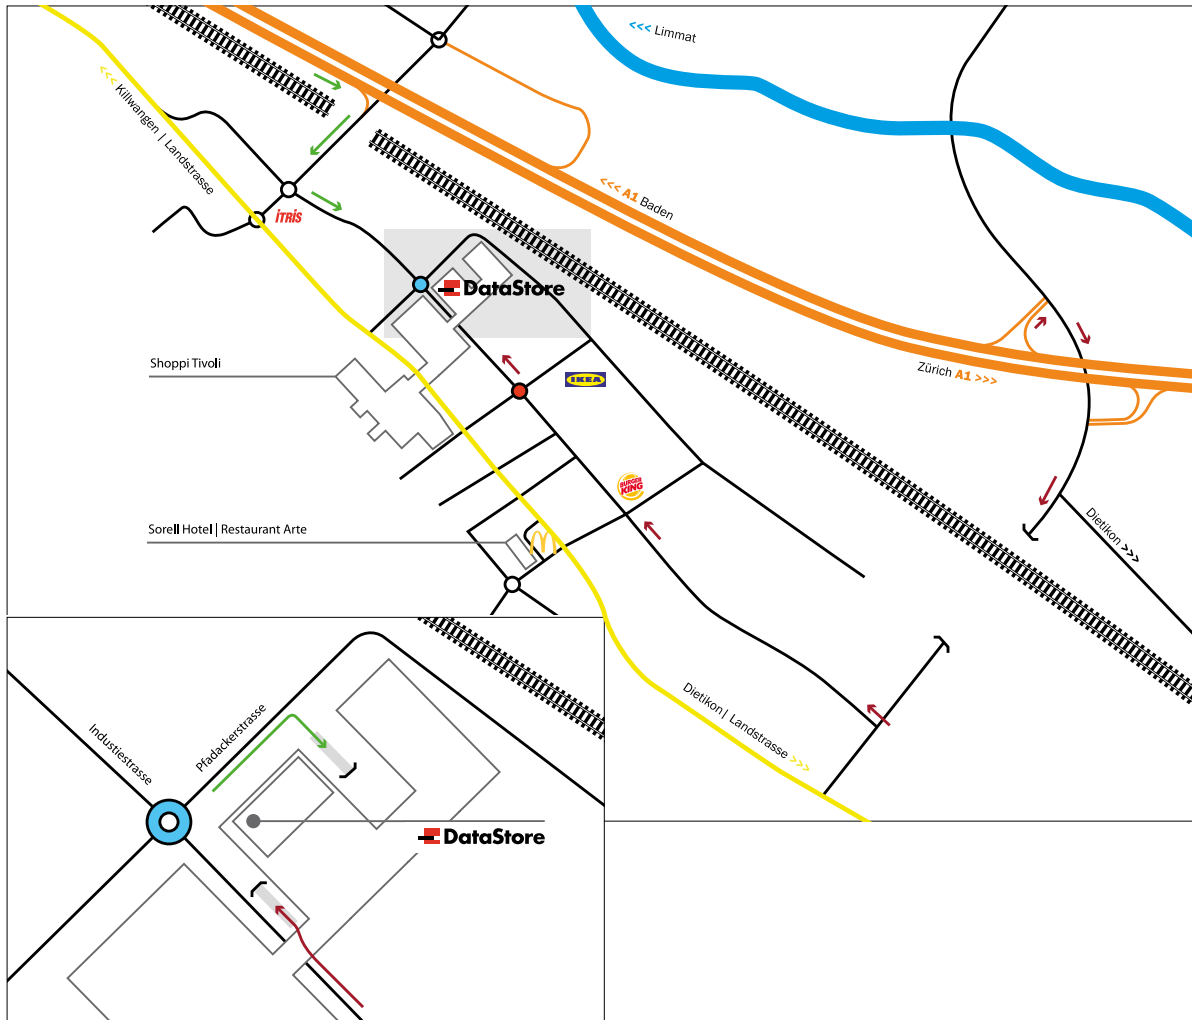 <<< Limmat
<<< Killwangen | Landstrasse
<<< A1 Baden
iTRIS
DataStore
Shoppi Tivoli
IKEA
Zürich A1 >>>
BURGER
KING
Sorell Hotel | Restaurant Arte
Dietikon >>>
Dietikon | Landstrasse >>>
Industiestrasse
Pfadackerstrasse
DataStore